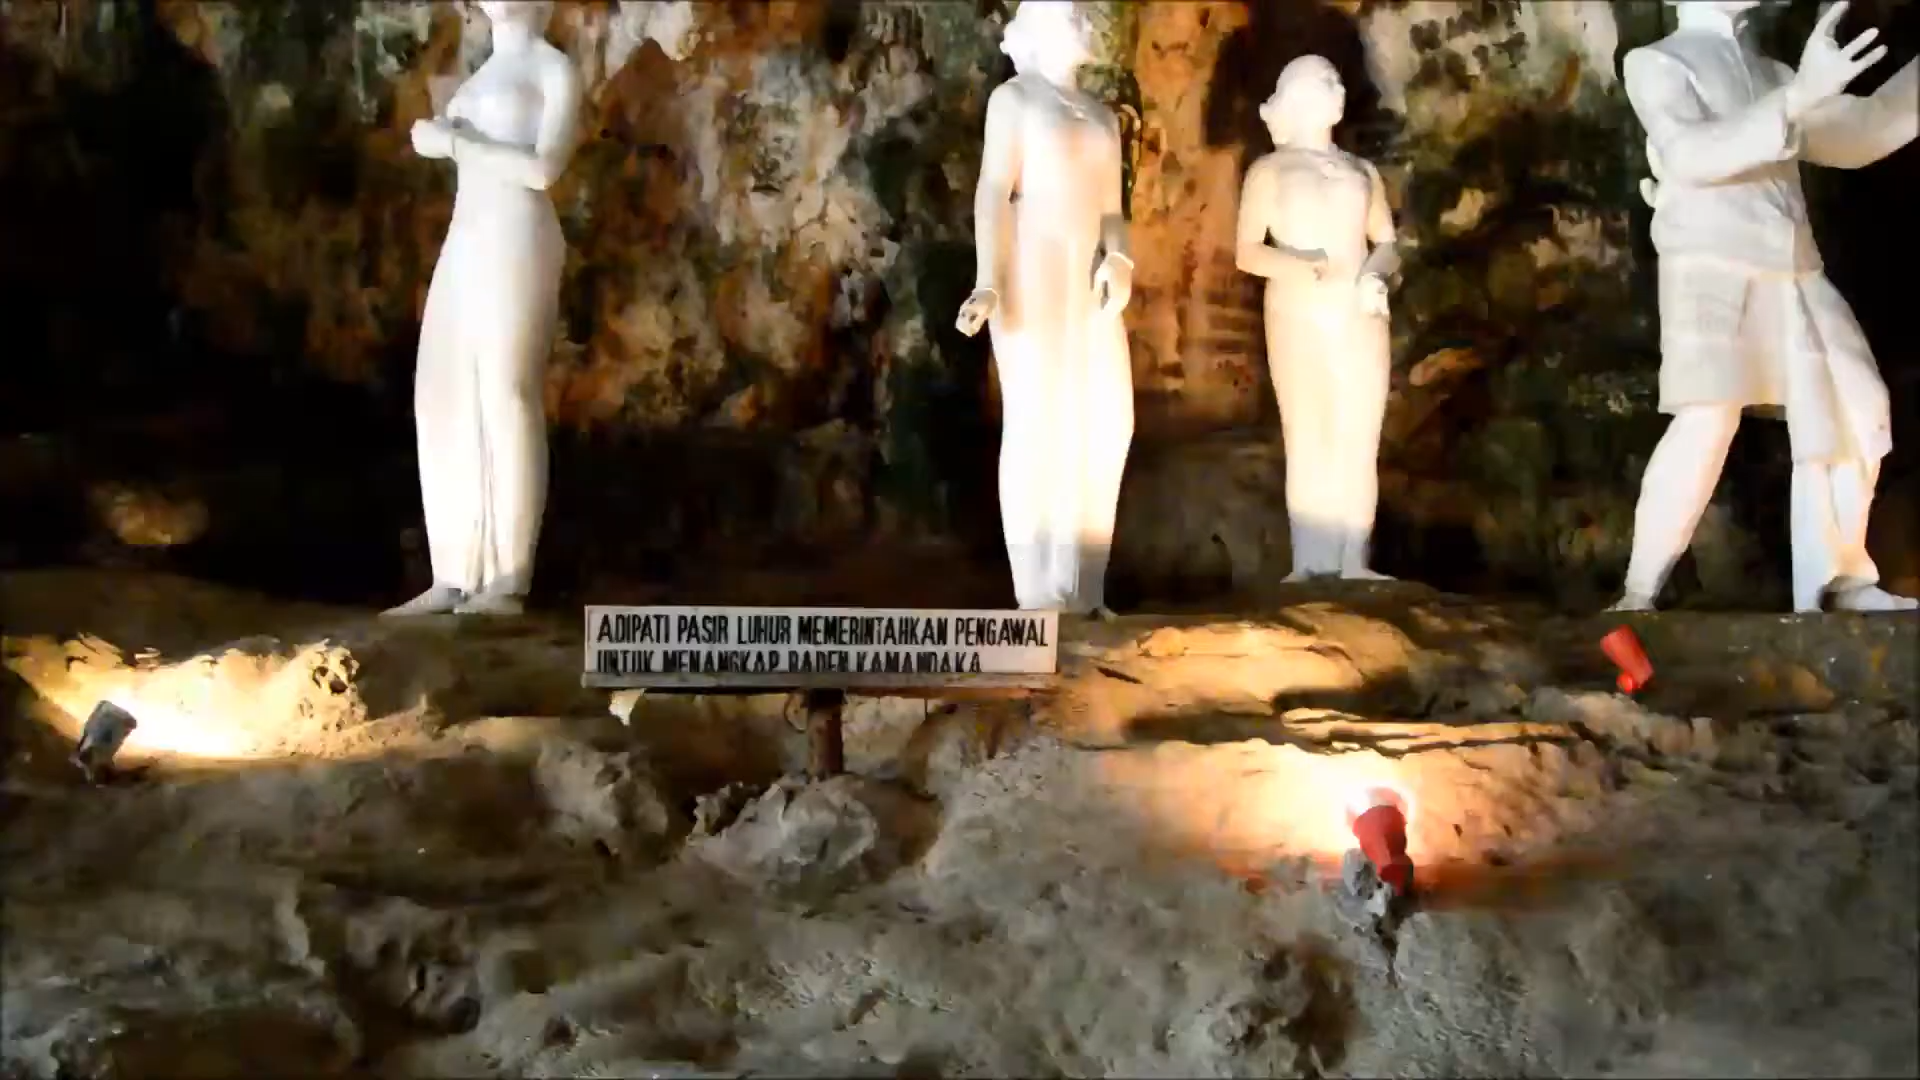 ADIPATI PASIR LUHUR MEMERINTAHKAN PENGAWAL
UNTUK MENANGKAP RADEN KAMANDAKA